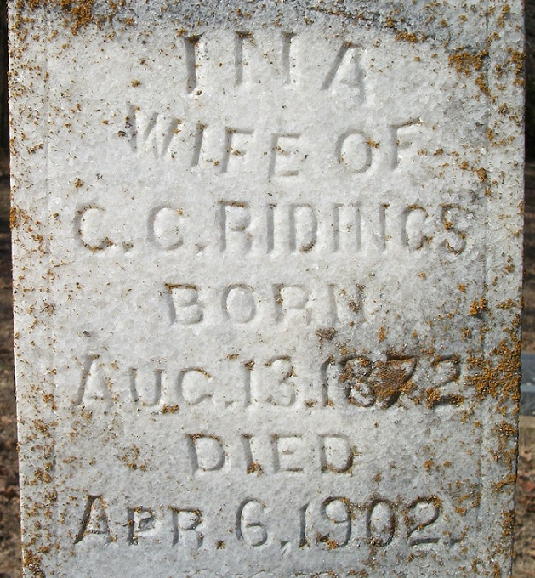 INA
WIFE OF
C. C. RIDINGS
BORN
AUG. 13, 1872
DIED
APR. 6, 1902.